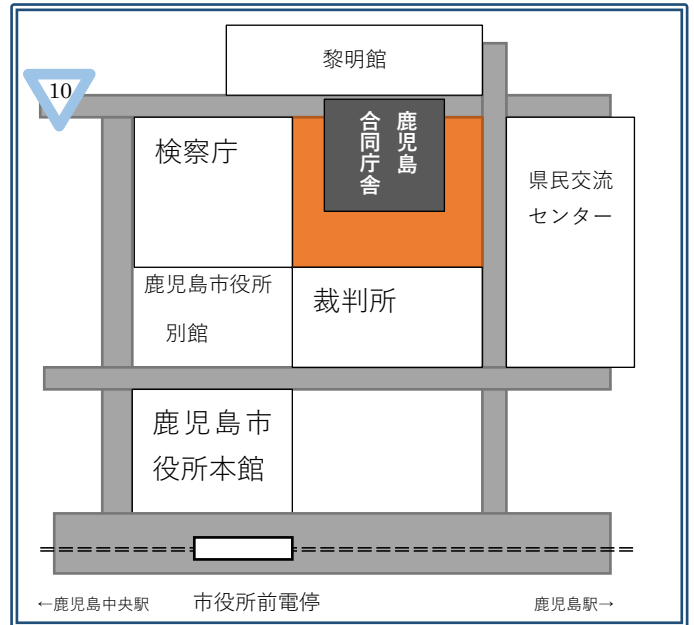 黎明館
10
検察庁
鹿児島
合同庁舎
県民交流
センター
鹿児島市役所
別館
裁判所
鹿児島市
役所本館
←鹿児島中央駅
市役所前電停
鹿児島駅→